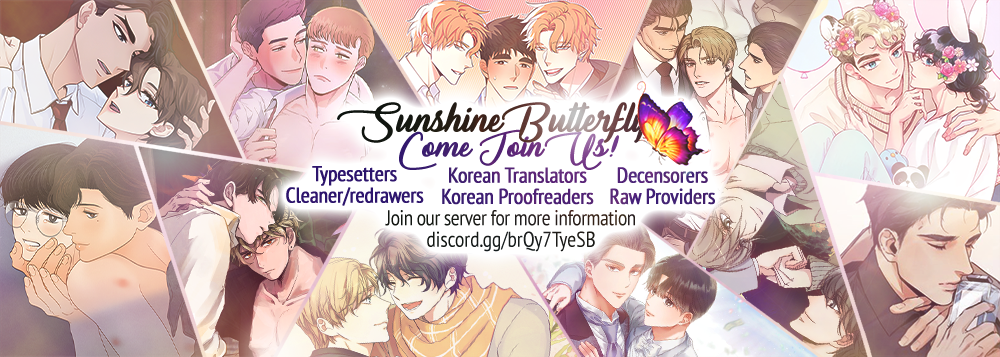 Sunshine Butterfly
Come Join Us!
Typesetters Korean Translators Decensorers
Cleaner/redrawers Korean Proofreaders Raw Providers
Join our server for more information
discord.gg/brQy7TyeSB